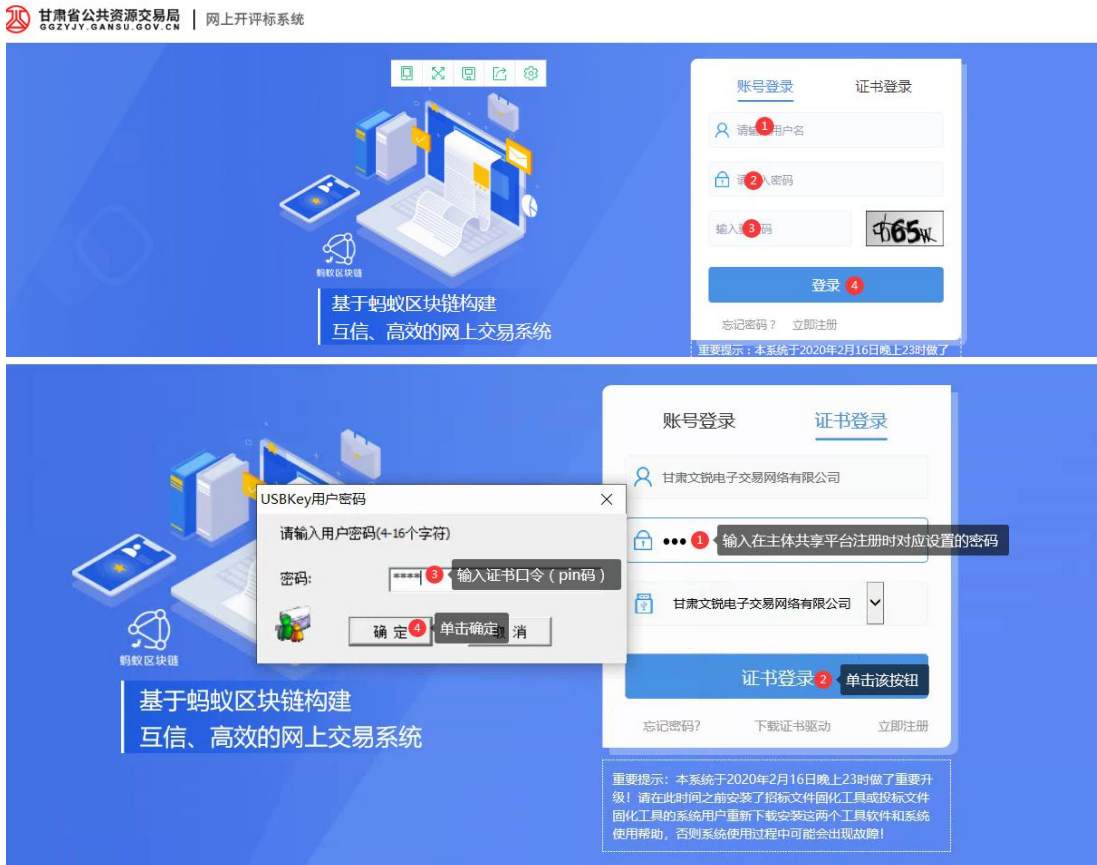 甘肃省公共资源交易局 网上开评标系统
GGZYJY.GANSU.GOV.CN
账号登录 证书登录
请输1用户名
请2入密码
输入3码
65W
登录 4
忘记密码？ 立即注册
蚂蚁区块链
基于蚂蚁区块链构建
互信、高效的网上交易系统
重要提示：本系统于2020年2月16日晚上23时做了
账号登录 证书登录
甘肃文锐电子交易网络有限公司
USBKey用户密码
请输入用户密码(4-16个字符)
●●● 1 输入在主体共享平台注册时对应设置的密码
密码: **** 3 输入证书口令（pin码）
甘肃文锐电子交易网络有限公司
确 定 4 单击确定 消
蚂蚁区块链
证书登录 2 单击该按钮
基于蚂蚁区块链构建
互信、高效的网上交易系统
忘记密码? 下载证书驱动 立即注册
重要提示：本系统于2020年2月16日晚上23时做了重要升
级！请在此时间之前安装了招标文件固化工具或投标文件
固化工具的系统用户重新下载安装这两个工具软件和系统
使用帮助，否则系统使用过程中可能会出现故障！